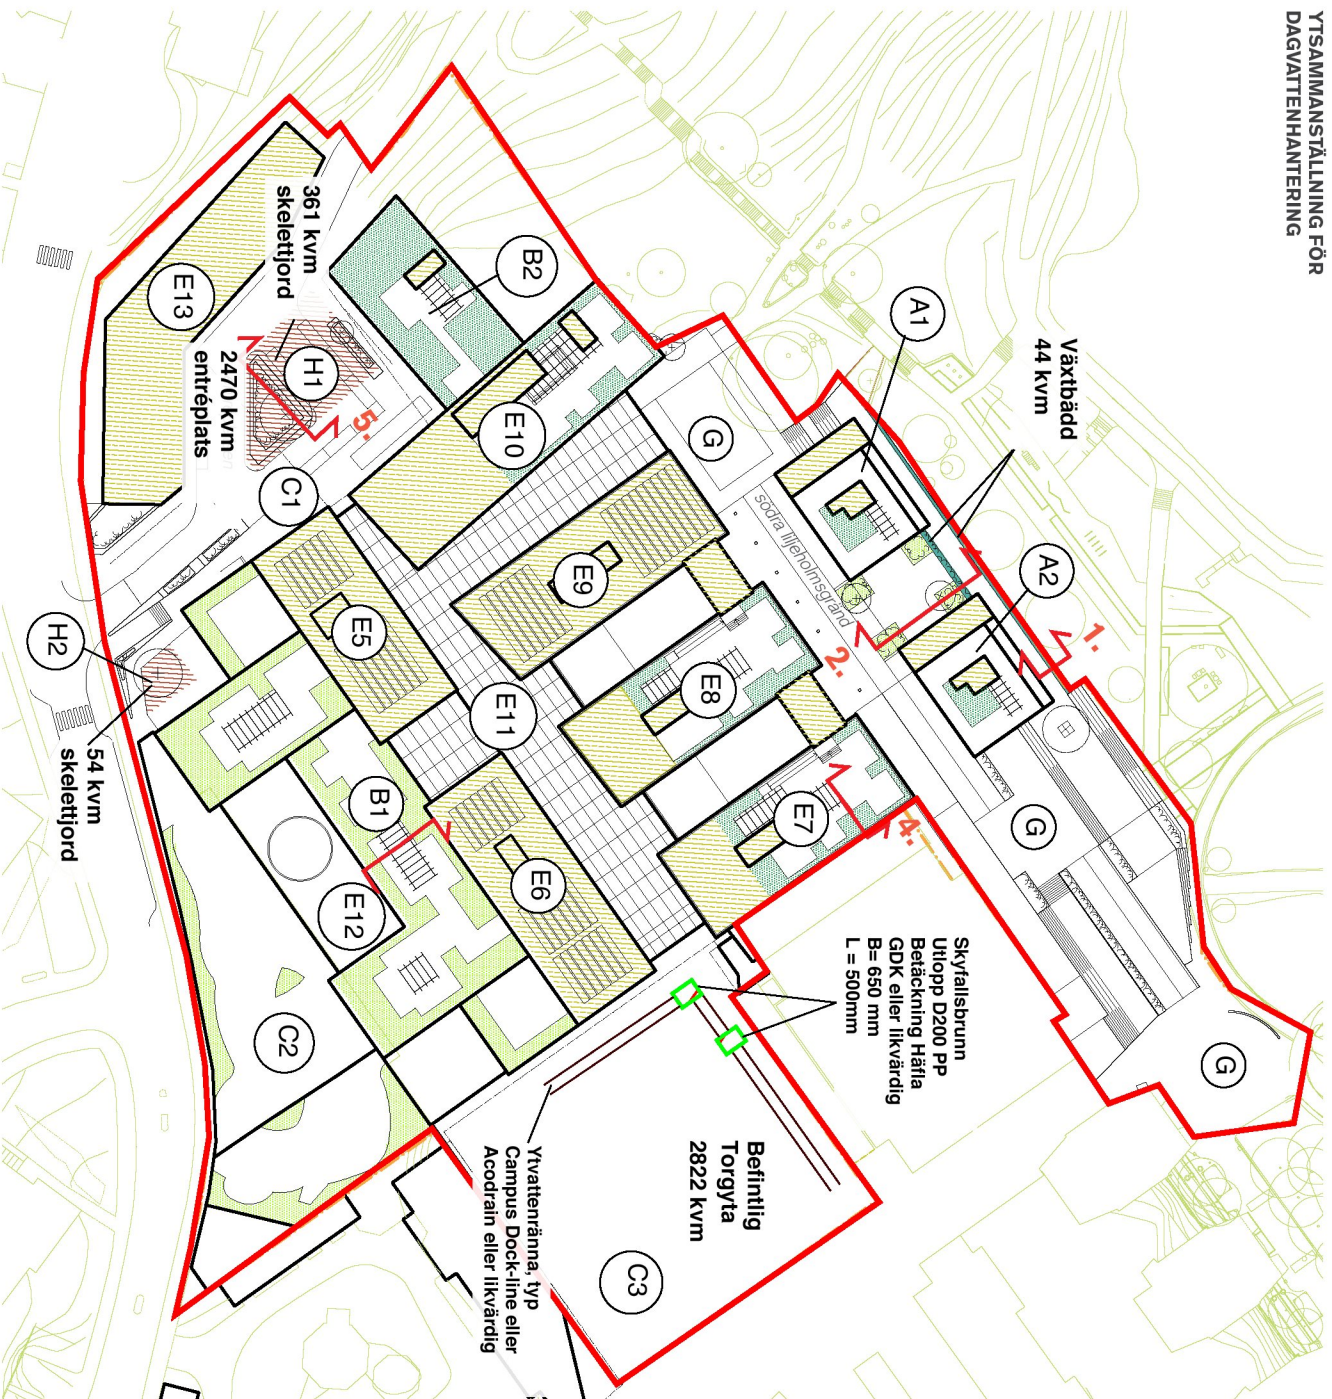 YTSAMMANSTÄLLNING FÖR
DAGVATTENHANTERING
Växtbädd
44 kvm
A1
A2
1.
B2
361 kvm
skelettjord
E13
H1
2470 kvm
entréplats
5.
E10
G
södra liljeholmsgränd
2.
C1
E9
E5
E8
E11
H2
54 kvm
skelettjord
B1
E7
4.
G
E6
E12
Skyfallsbrunn
Utlopp D200 PP
Betäckning Häfla
GDK eller likvärdig
B= 650 mm
L = 500mm
C2
G
Befintlig
Torgyta
2822 kvm
Ytvattenränna, typ
Campus Dock-line eller
Acodrain eller likvärdig
C3